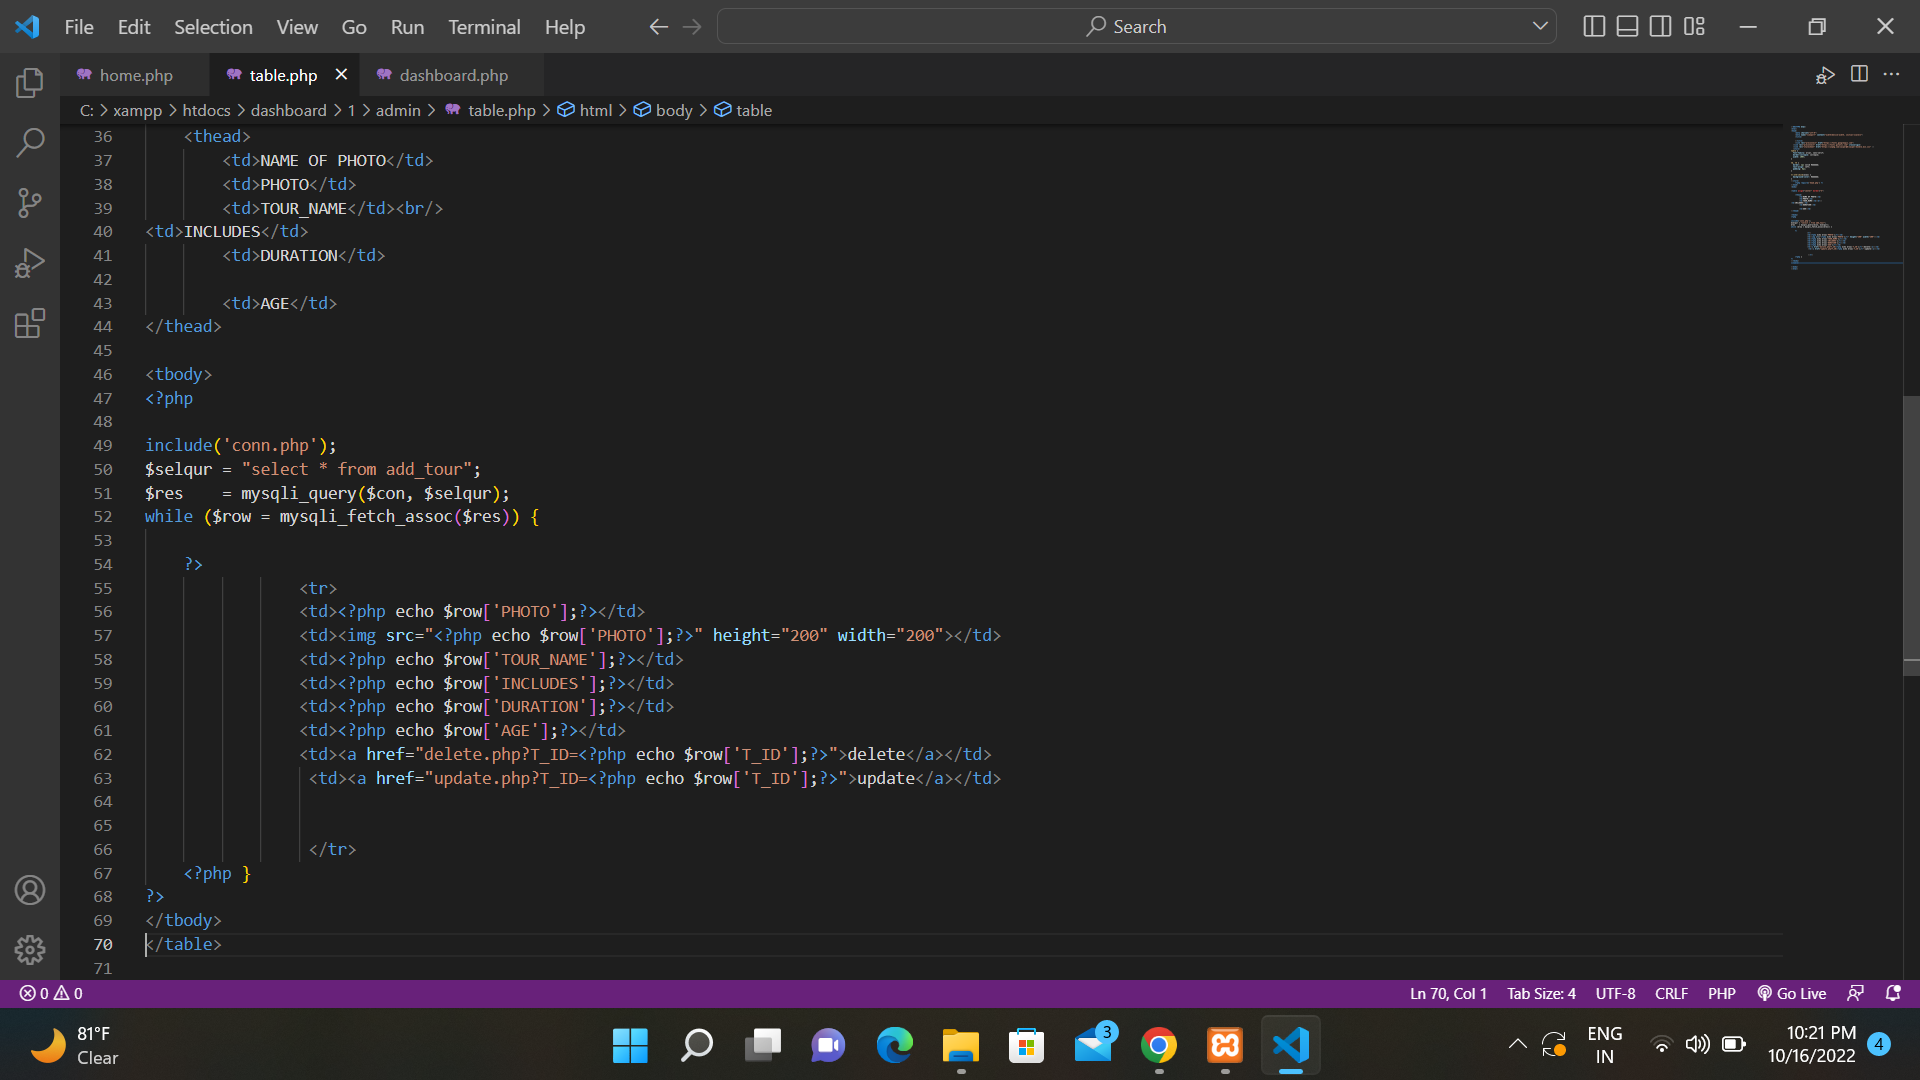 File Edit Selection View Go Run Terminal Help Search
home.php table.php dashboard.php
C: > xampp > htdocs > dashboard > 1 > admin > table.php > html > body > table
36 <thead>
37 <td>NAME OF PHOTO</td>
38 <td>PHOTO</td>
39 <td>TOUR_NAME</td><br/>
40 <td>INCLUDES</td>
41 <td>DURATION</td>
42
43 <td>AGE</td>
44 </thead>
45
46 <tbody>
47 <?php
48
49 include('conn.php');
50 $selqur = "select * from add_tour";
51 $res    = mysqli_query($con, $selqur);
52 while ($row = mysqli_fetch_assoc($res)) {
53
54 ?>
55 <tr>
56 <td><?php echo $row['PHOTO'];?></td>
57 <td><img src="<?php echo $row['PHOTO'];?>" height="200" width="200"></td>
58 <td><?php echo $row['TOUR_NAME'];?></td>
59 <td><?php echo $row['INCLUDES'];?></td>
60 <td><?php echo $row['DURATION'];?></td>
61 <td><?php echo $row['AGE'];?></td>
62 <td><a href="delete.php?T_ID=<?php echo $row['T_ID'];?>">delete</a></td>
63 <td><a href="update.php?T_ID=<?php echo $row['T_ID'];?>">update</a></td>
64
65
66 </tr>
67 <?php }
68 ?>
69 </tbody>
70 </table>
71
0 0 Ln 70, Col 1 Tab Size: 4 UTF-8 CRLF PHP Go Live
81°F
Clear
3
ENG
IN
10:21 PM
10/16/2022
4